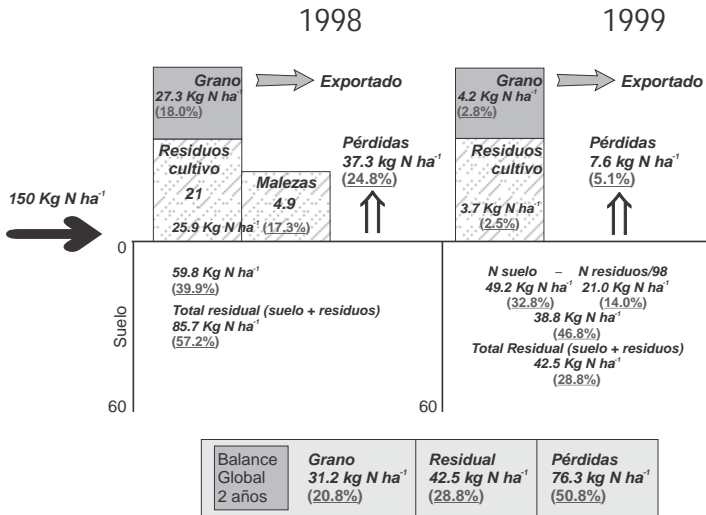 1998
1999
Grano
27.3 Kg N ha⁻¹
(18.0%)
Exportado
Residuos
cultivo
21
Malezas
4.9
25.9 Kg N ha⁻¹ (17.3%)
Pérdidas
37.3 kg N ha⁻¹
(24.8%)
Grano
4.2 Kg N ha⁻¹
(2.8%)
Exportado
Residuos
cultivo
3.7 Kg N ha⁻¹
(2.5%)
Pérdidas
7.6 kg N ha⁻¹
(5.1%)
150 Kg N ha⁻¹
0
Suelo
60
59.8 Kg N ha⁻¹
(39.9%)
Total residual (suelo + residuos)
85.7 Kg N ha⁻¹
(57.2%)
60
N suelo – N residuos/98
49.2 Kg N ha⁻¹ 21.0 Kg N ha⁻¹
(32.8%) (14.0%)
38.8 Kg N ha⁻¹
(46.8%)
Total Residual (suelo + residuos)
42.5 Kg N ha⁻¹
(28.8%)
Balance
Global
2 años
Grano
31.2 kg N ha⁻¹
(20.8%)
Residual
42.5 kg N ha⁻¹
(28.8%)
Pérdidas
76.3 kg N ha⁻¹
(50.8%)